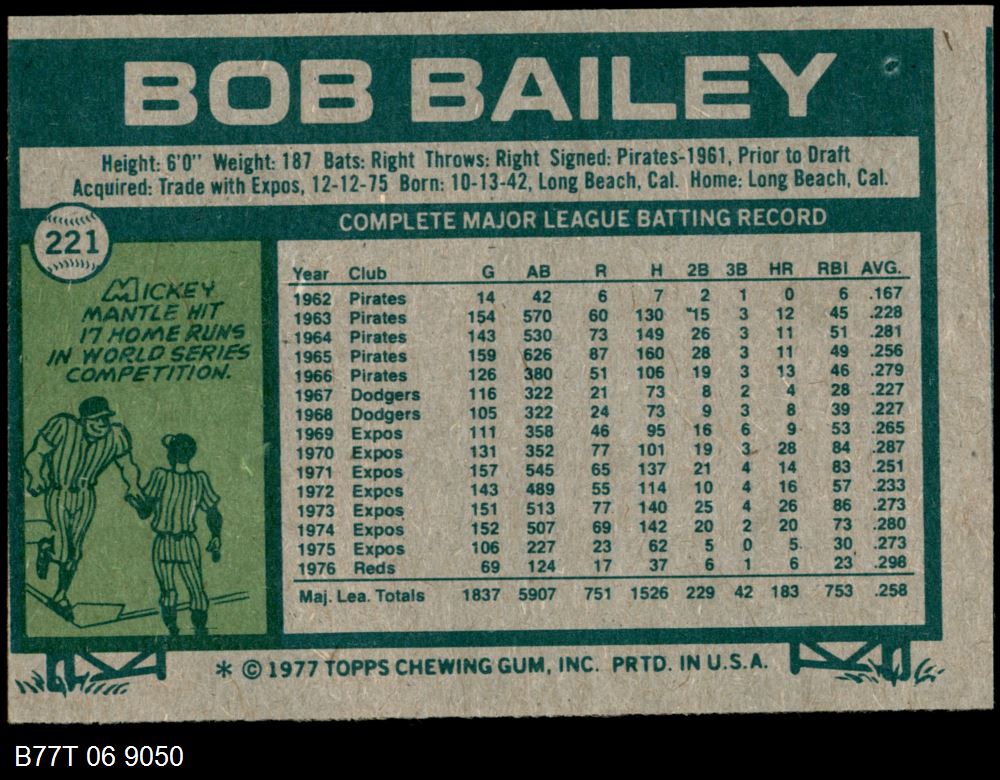 BOB BAILEY
Height: 6'0" Weight: 187 Bats: Right Throws: Right Signed: Pirates-1961, Prior to Draft
Acquired: Trade with Expos, 12-12-75 Born: 10-13-42, Long Beach, Cal. Home: Long Beach, Cal.
221
MICKEY
MANTLE HIT
17 HOME RUNS
IN WORLD SERIES
COMPETITION.
COMPLETE MAJOR LEAGUE BATTING RECORD
Year Club G AB R H 2B 3B HR RBI AVG.
1962 Pirates 14 42 6 7 2 1 0 6 .167
1963 Pirates 154 570 60 130 15 3 12 45 .228
1964 Pirates 143 530 73 149 26 3 11 51 .281
1965 Pirates 159 626 87 160 28 3 11 49 .256
1966 Pirates 126 380 51 106 19 3 13 46 .279
1967 Dodgers 116 322 21 73 8 2 4 28 .227
1968 Dodgers 105 322 24 73 9 3 8 39 .227
1969 Expos 111 358 46 95 16 6 9 53 .265
1970 Expos 131 352 77 101 19 3 28 84 .287
1971 Expos 157 545 65 137 21 4 14 83 .251
1972 Expos 143 489 55 114 10 4 16 57 .233
1973 Expos 151 513 77 140 25 4 26 86 .273
1974 Expos 152 507 69 142 20 2 20 73 .280
1975 Expos 106 227 23 62 5 0 5 30 .273
1976 Reds 69 124 17 37 6 1 6 23 .298
Maj. Lea. Totals 1837 5907 751 1526 229 42 183 753 .258
* © 1977 TOPPS CHEWING GUM, INC. PRTD. IN U.S.A.
B77T 06 9050